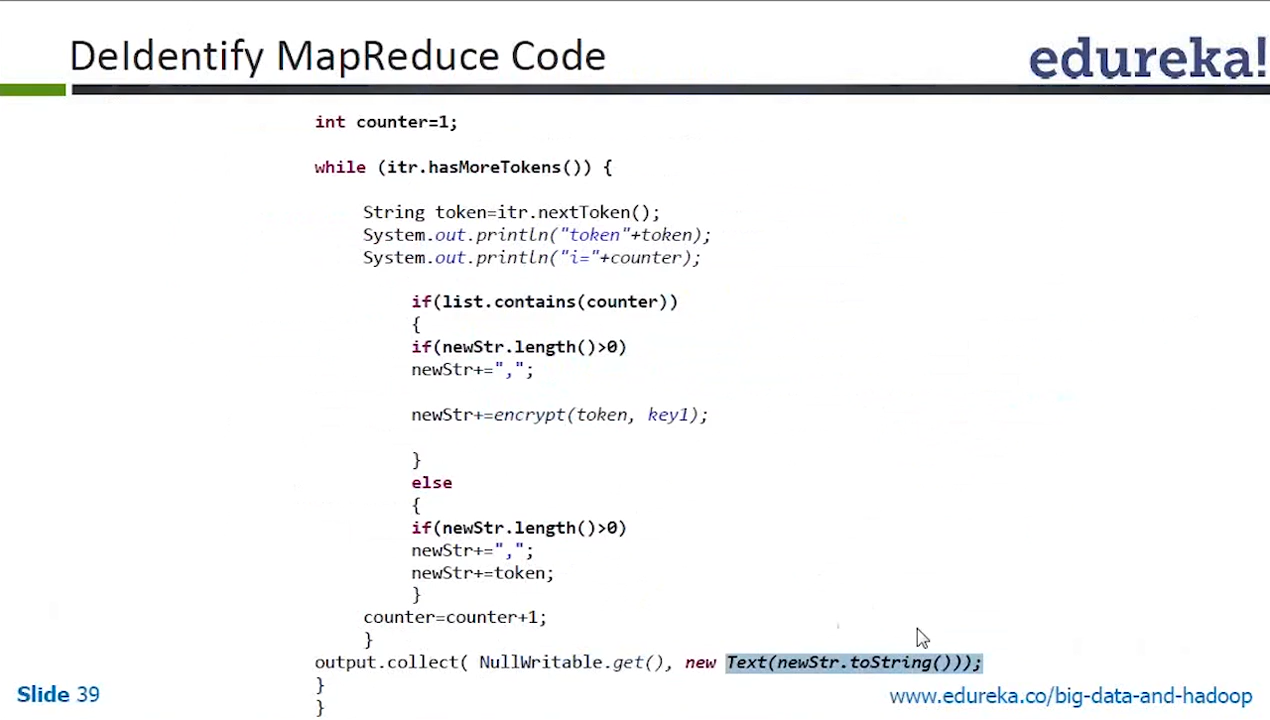 DeIdentify MapReduce Code
edureka!
int counter=1;
while (itr.hasMoreTokens()) {
String token=itr.nextToken();
System.out.println("token"+token);
System.out.println("i="+counter);
if(list.contains(counter))
{
if(newStr.length()>0)
newStr+=",";
newStr+=encrypt(token, key1);
}
else
{
if(newStr.length()>0)
newStr+=",";
newStr+=token;
}
counter=counter+1;
}
output.collect( NullWritable.get(), new Text(newStr.toString()));
}
}
Slide 39
www.edureka.co/big-data-and-hadoop